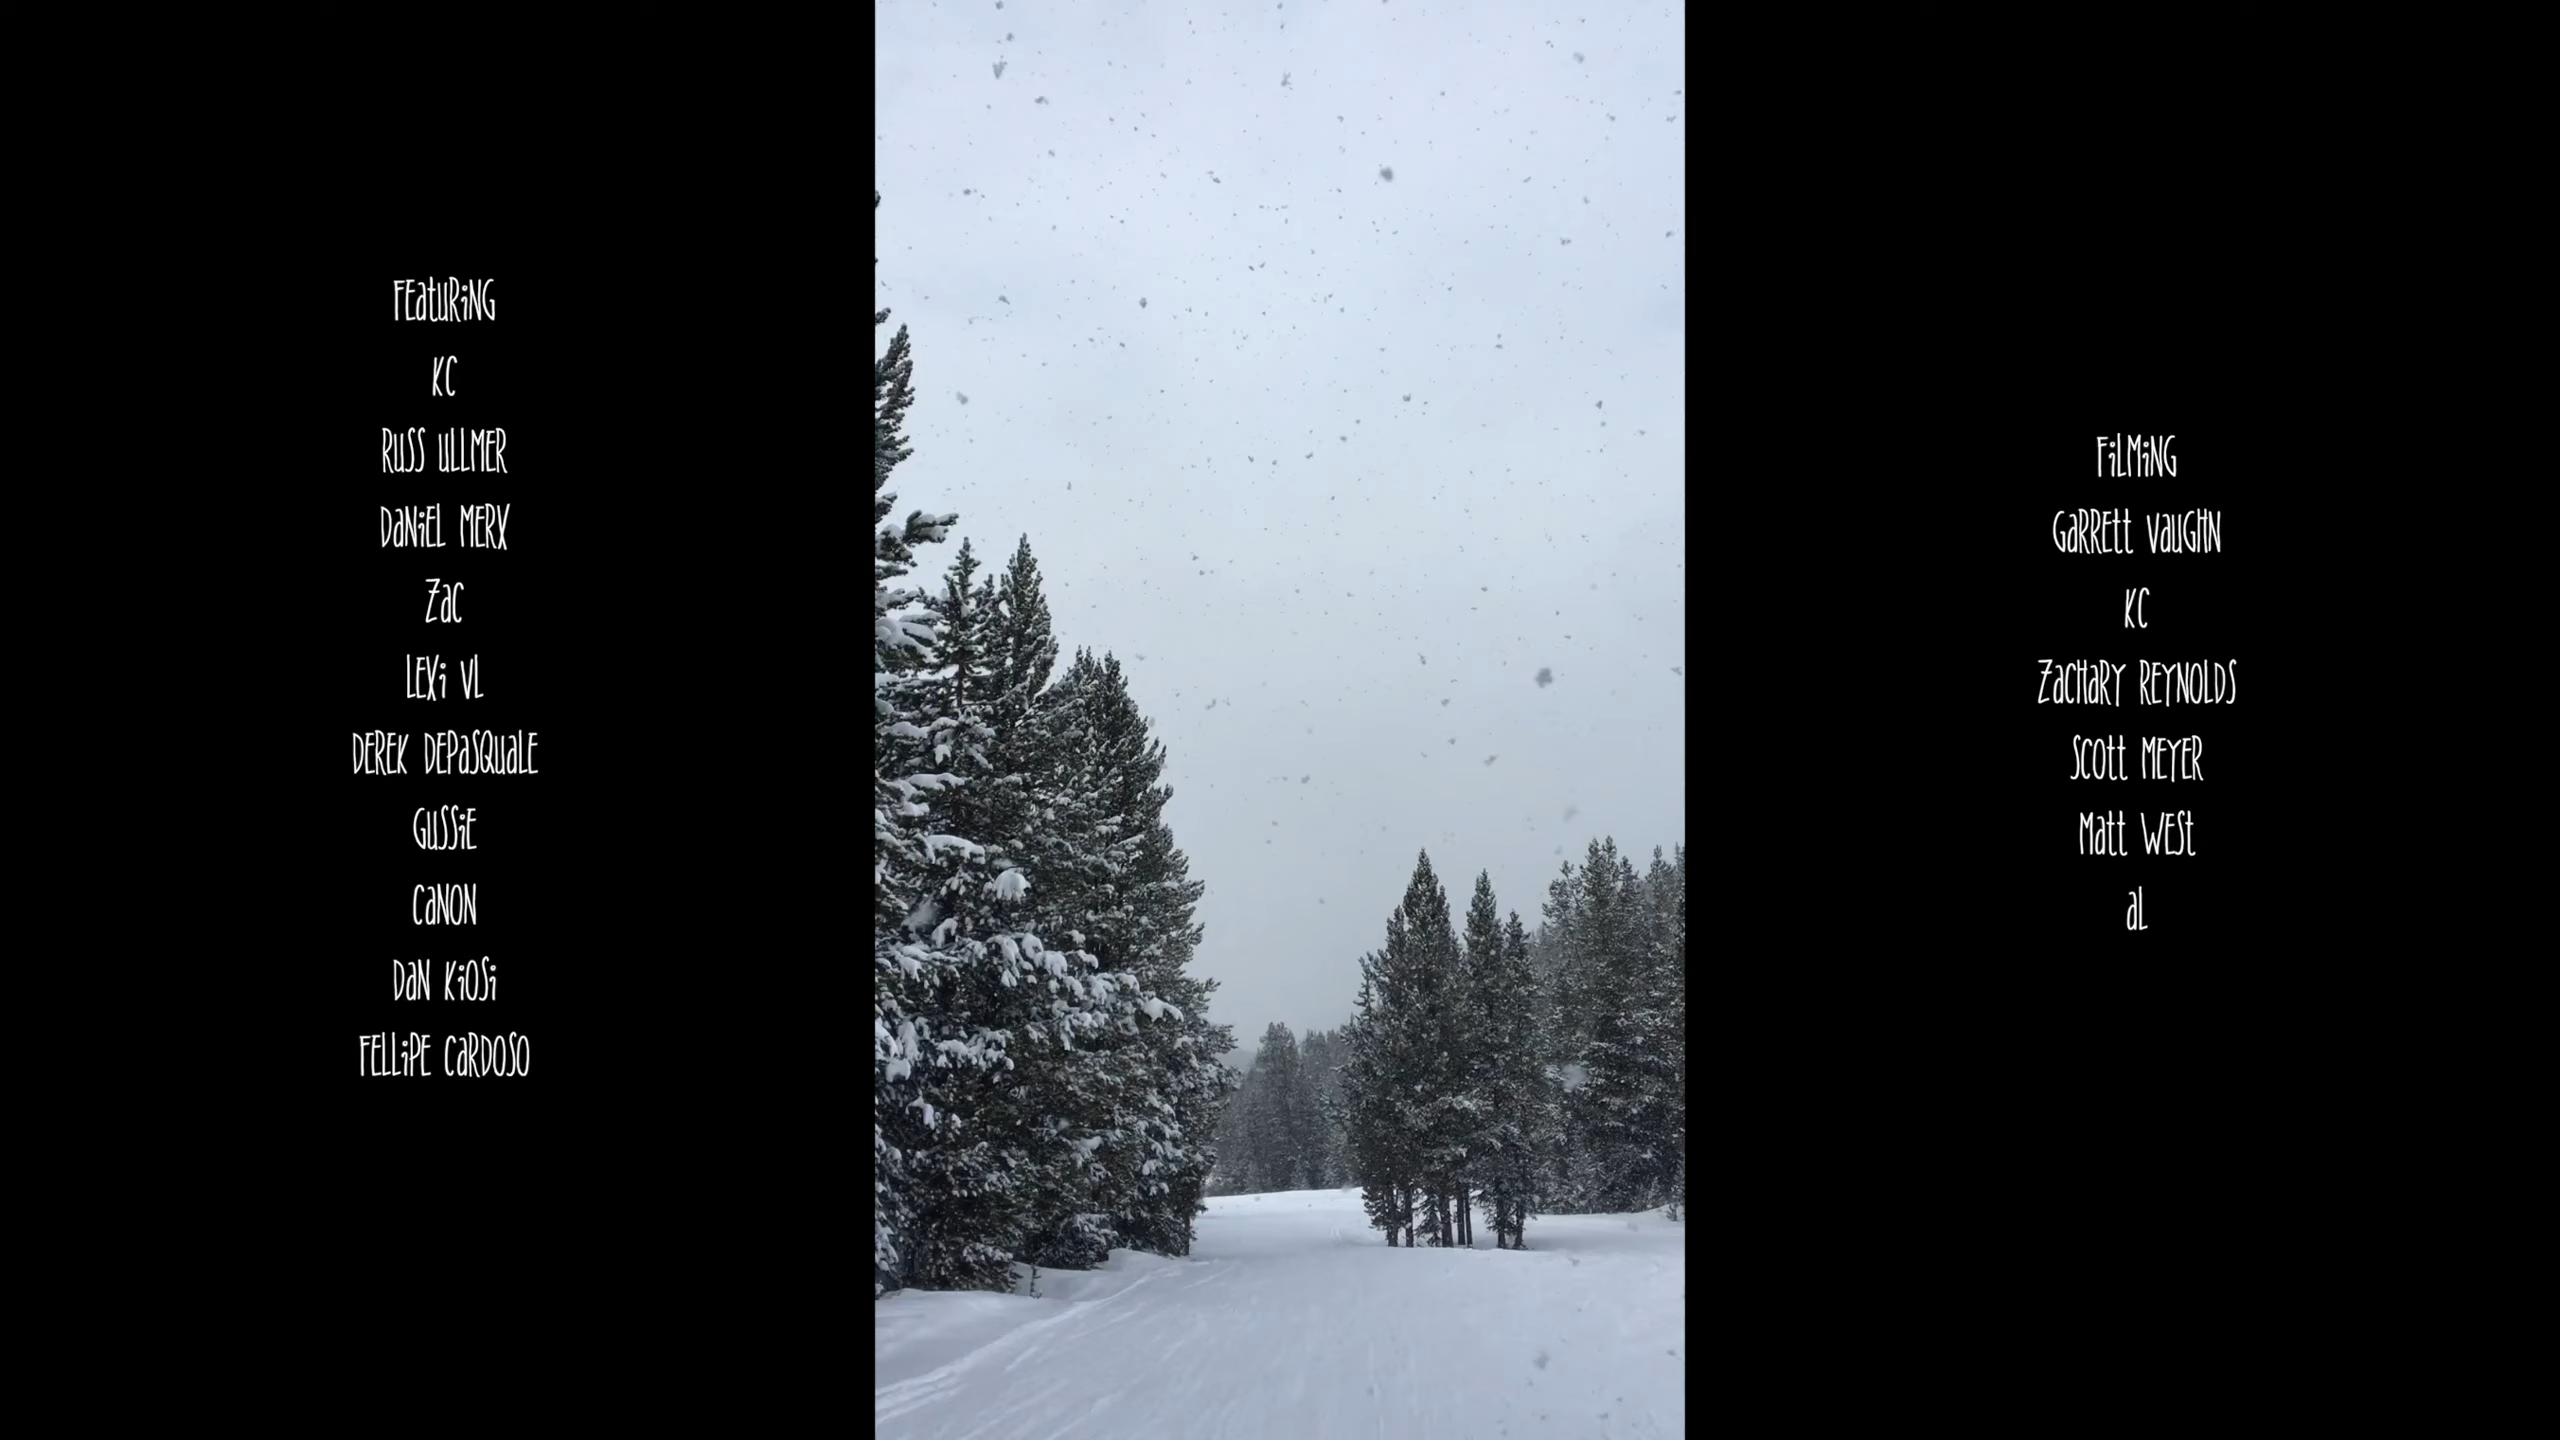 FEatURiNG
KC
RUSS ULLMER
DaNiEL MERX
Zac
LEXi VL
DEREK DEPaSQUaLE
GUSSiE
CaNON
DaN KiOSi
FELLiPE CaRDOSO
FiLMiNG
GaRREtt VaUGHN
KC
ZacHaRY REYNOLDS
SCOtt MEYER
Matt WESt
aL